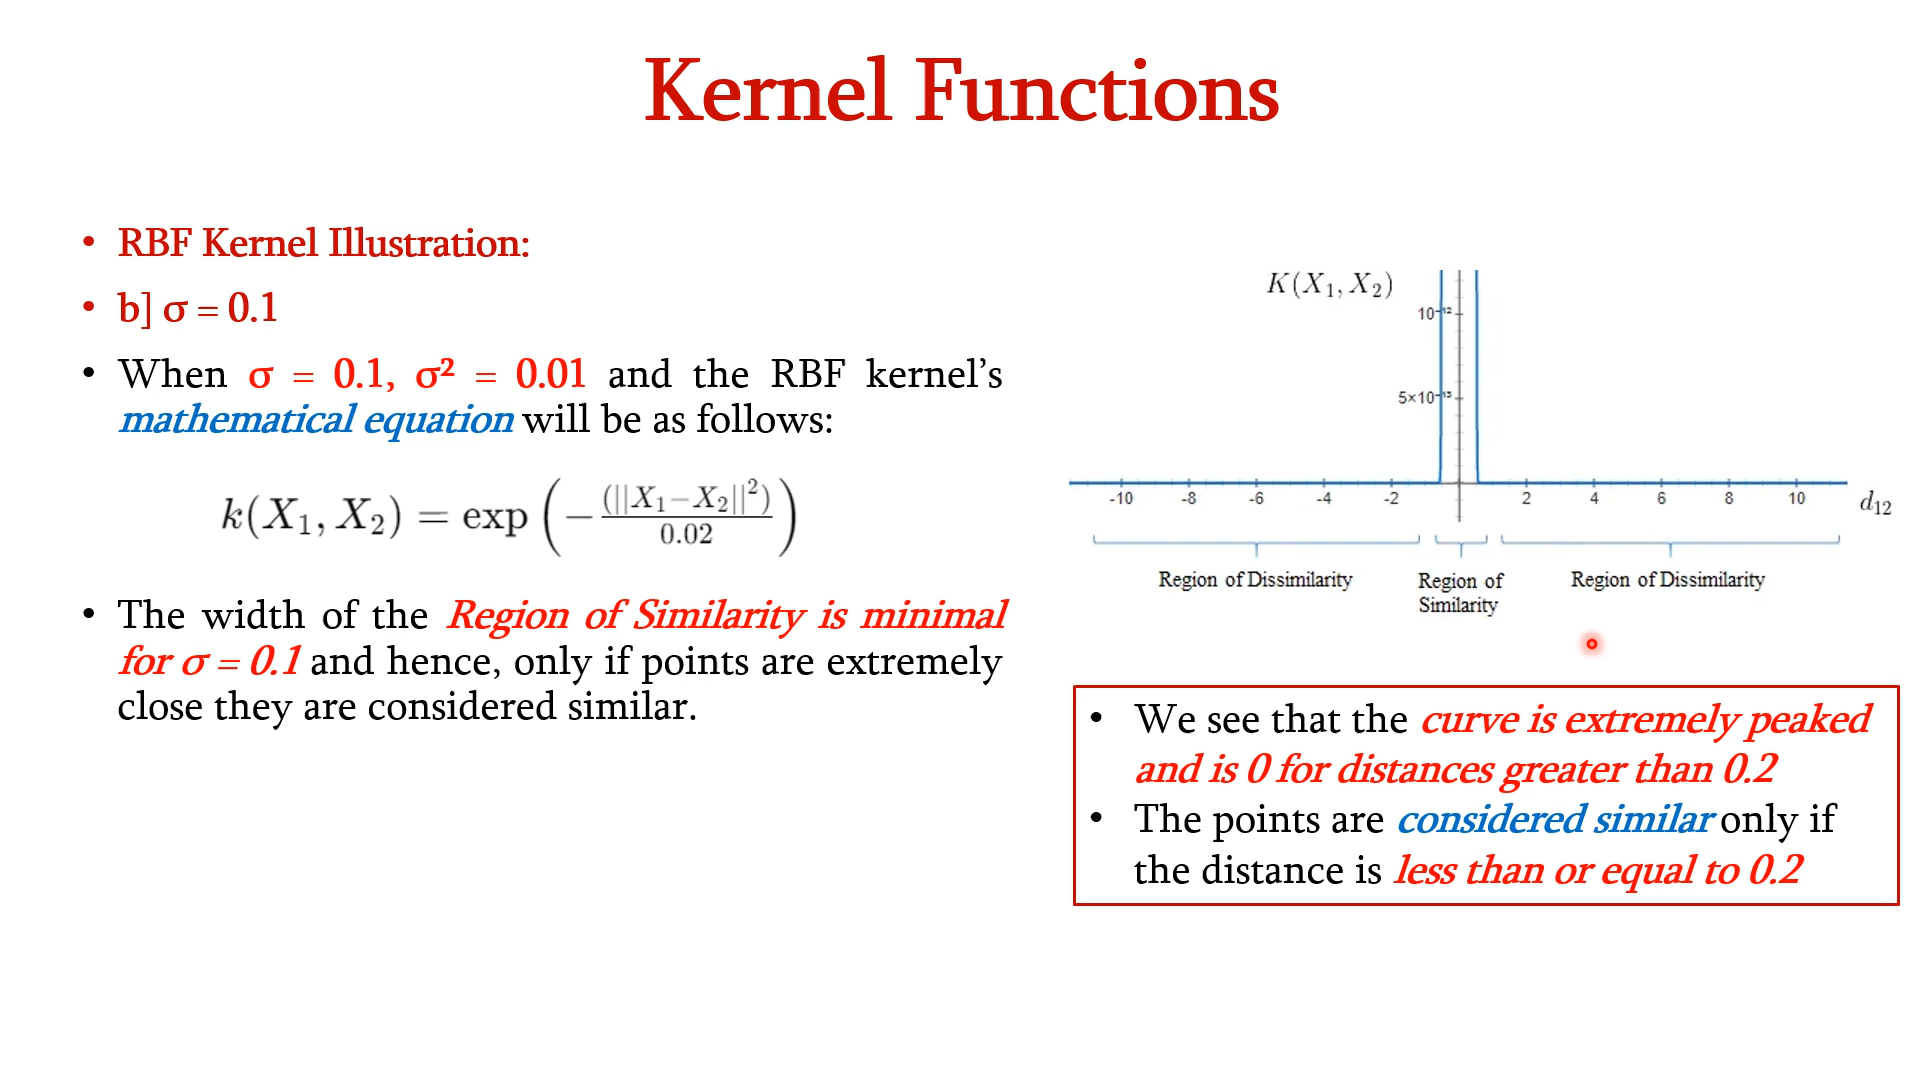 Kernel Functions
• RBF Kernel Illustration:
• b] σ = 0.1
• When σ = 0.1, σ² = 0.01 and the RBF kernel’s
mathematical equation will be as follows:
k(X₁, X₂) = exp(−(||X₁−X₂||²)/0.02)
• The width of the Region of Similarity is minimal
for σ = 0.1 and hence, only if points are extremely
close they are considered similar.
K(X₁, X₂)
10⁻¹²
5×10⁻¹³
-10 -8 -6 -4 -2 2 4 6 8 10 d₁₂
Region of Dissimilarity Region of Region of Dissimilarity
Similarity
• We see that the curve is extremely peaked
and is 0 for distances greater than 0.2
• The points are considered similar only if
the distance is less than or equal to 0.2